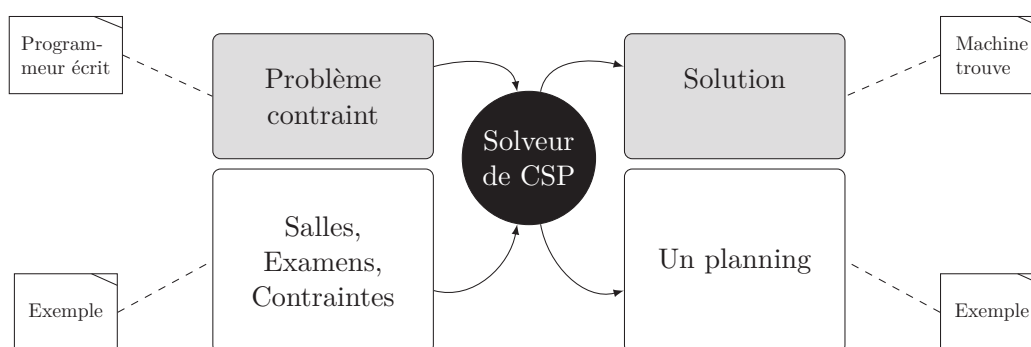 Program-
meur écrit
Problème
contraint
Solveur
de CSP
Solution
Machine
trouve
Exemple
Salles,
Examens,
Contraintes
Un planning
Exemple